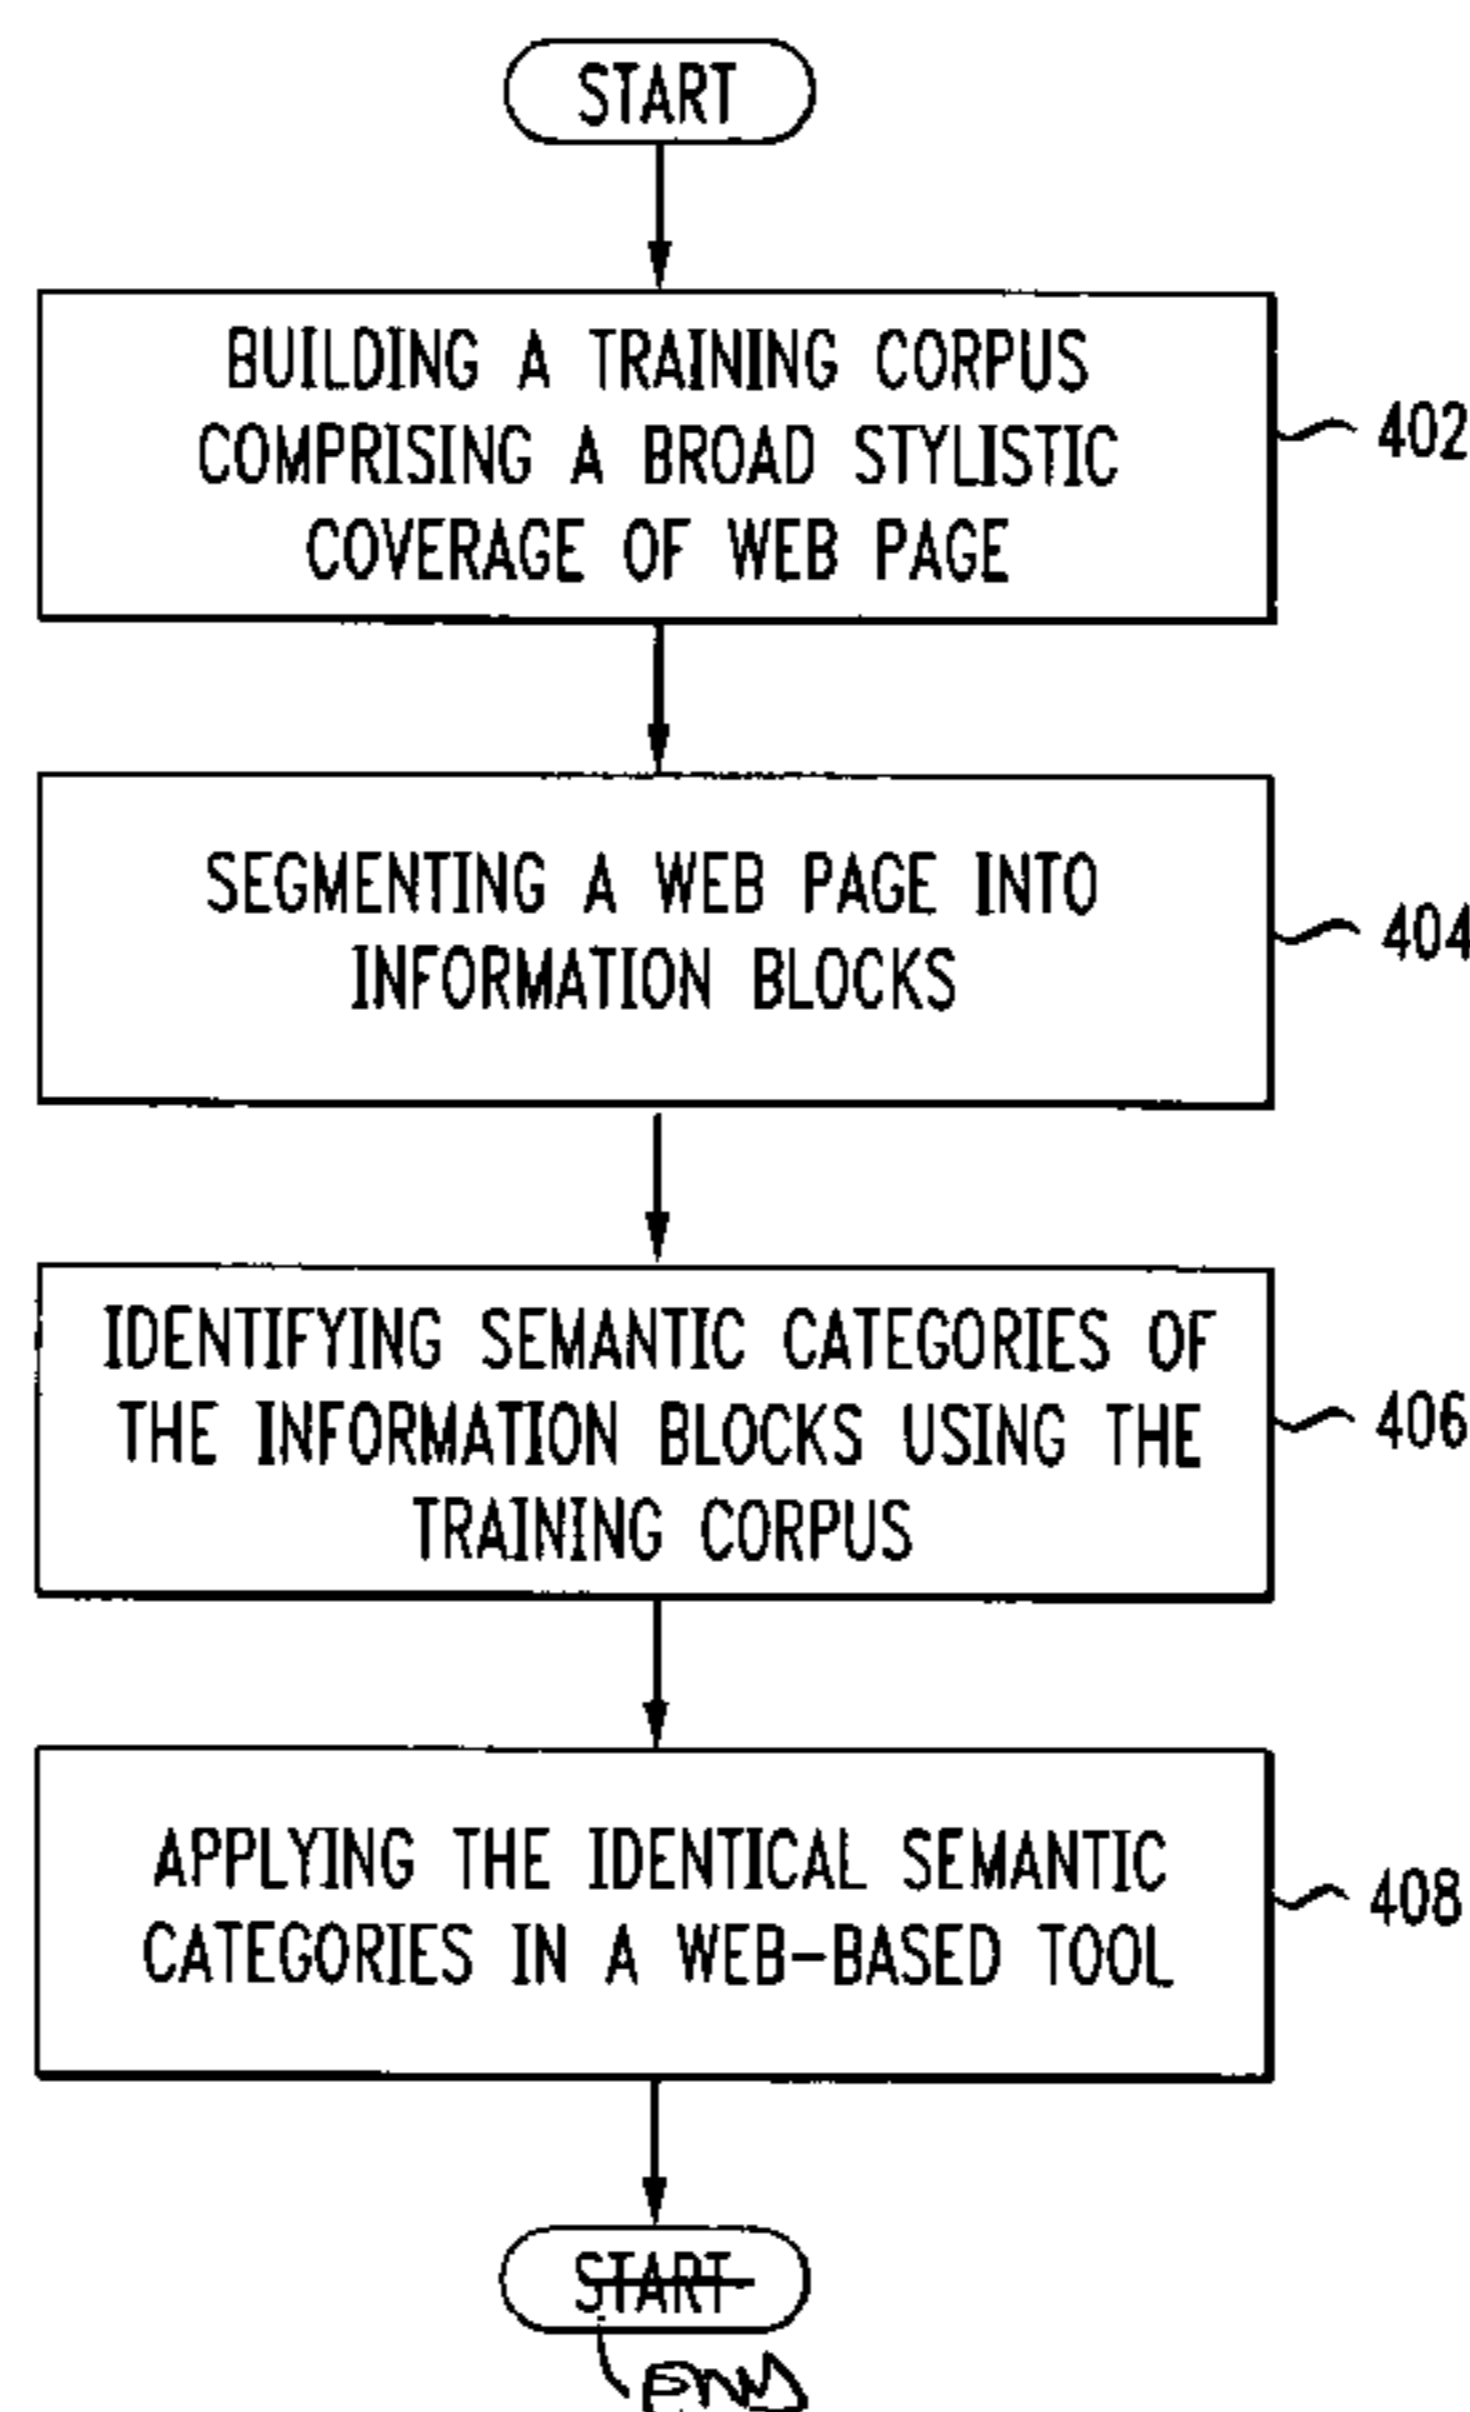 START
BUILDING A TRAINING CORPUS
COMPRISING A BROAD STYLISTIC
COVERAGE OF WEB PAGE
402
SEGMENTING A WEB PAGE INTO
INFORMATION BLOCKS
404
IDENTIFYING SEMANTIC CATEGORIES OF
THE INFORMATION BLOCKS USING THE
TRAINING CORPUS
406
APPLYING THE IDENTICAL SEMANTIC
CATEGORIES IN A WEB-BASED TOOL
408
START
END